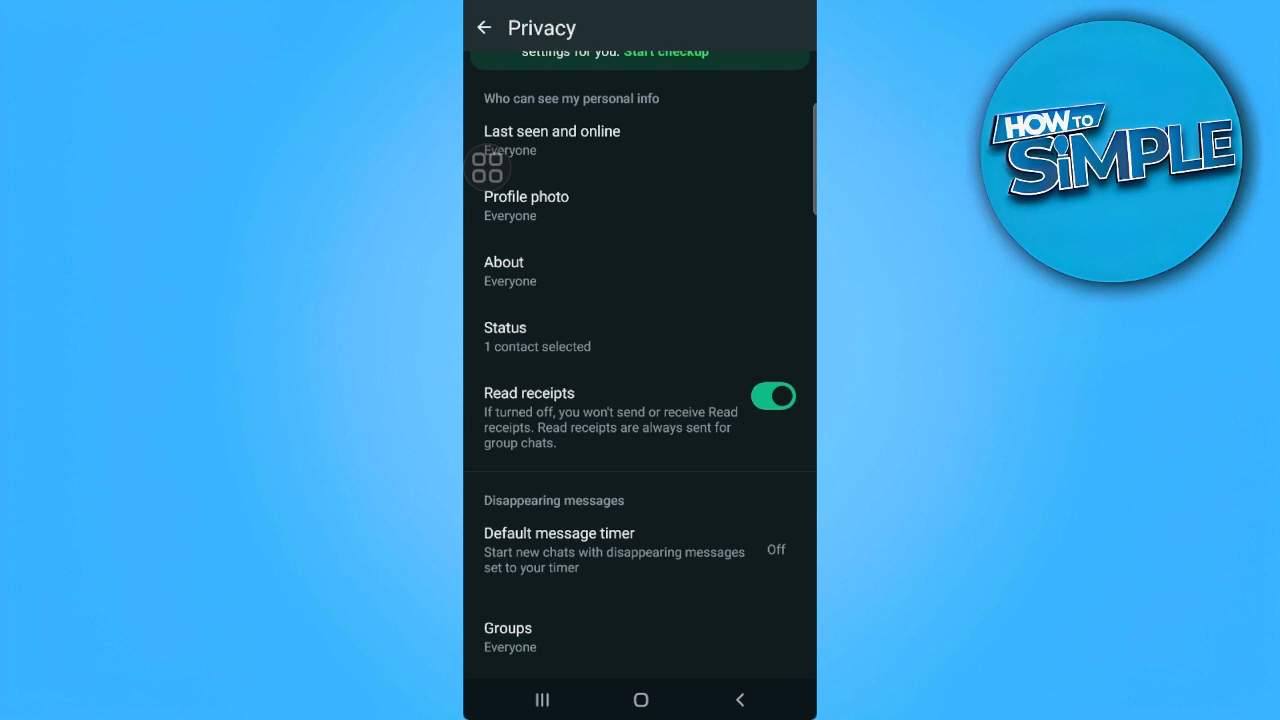 Privacy
settings for you. Start checkup
Who can see my personal info
Last seen and online
Everyone
Profile photo
Everyone
About
Everyone
Status
1 contact selected
Read receipts
If turned off, you won't send or receive Read
receipts. Read receipts are always sent for
group chats.
Disappearing messages
Default message timer
Start new chats with disappearing messages
set to your timer
Off
Groups
Everyone
HOW TO
SiMPLE